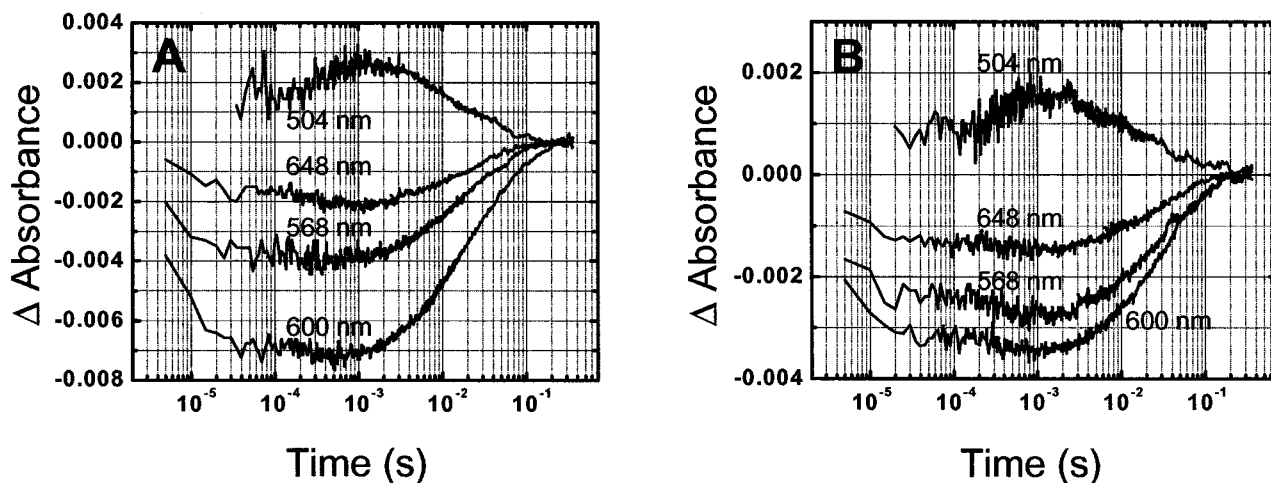 A
0.004
0.002
0.000
-0.002
-0.004
-0.006
-0.008
504 nm
648 nm
568 nm
600 nm
10-5
10-4
10-3
10-2
10-1
Δ Absorbance
Time (s)
B
0.002
0.000
-0.002
-0.004
504 nm
648 nm
568 nm
600 nm
10-5
10-4
10-3
10-2
10-1
Δ Absorbance
Time (s)